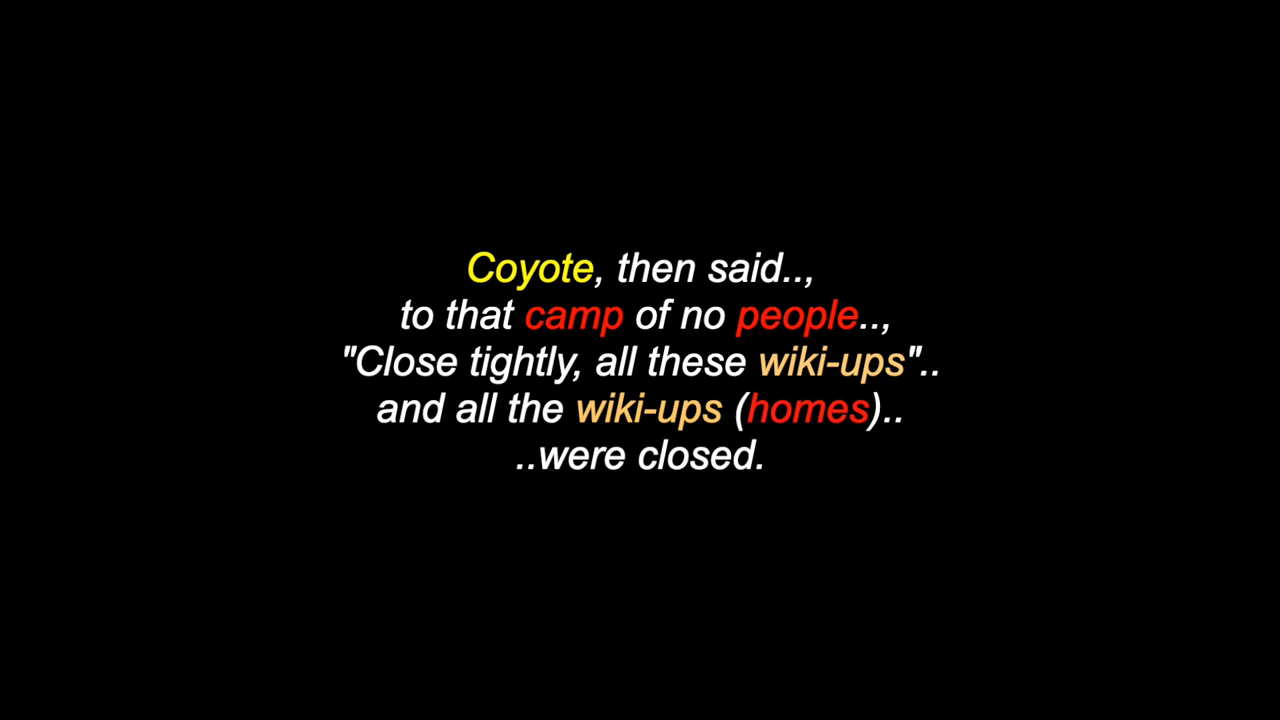 Coyote, then said..,
to that camp of no people..,
"Close tightly, all these wiki-ups"..
and all the wiki-ups (homes)..
..were closed.